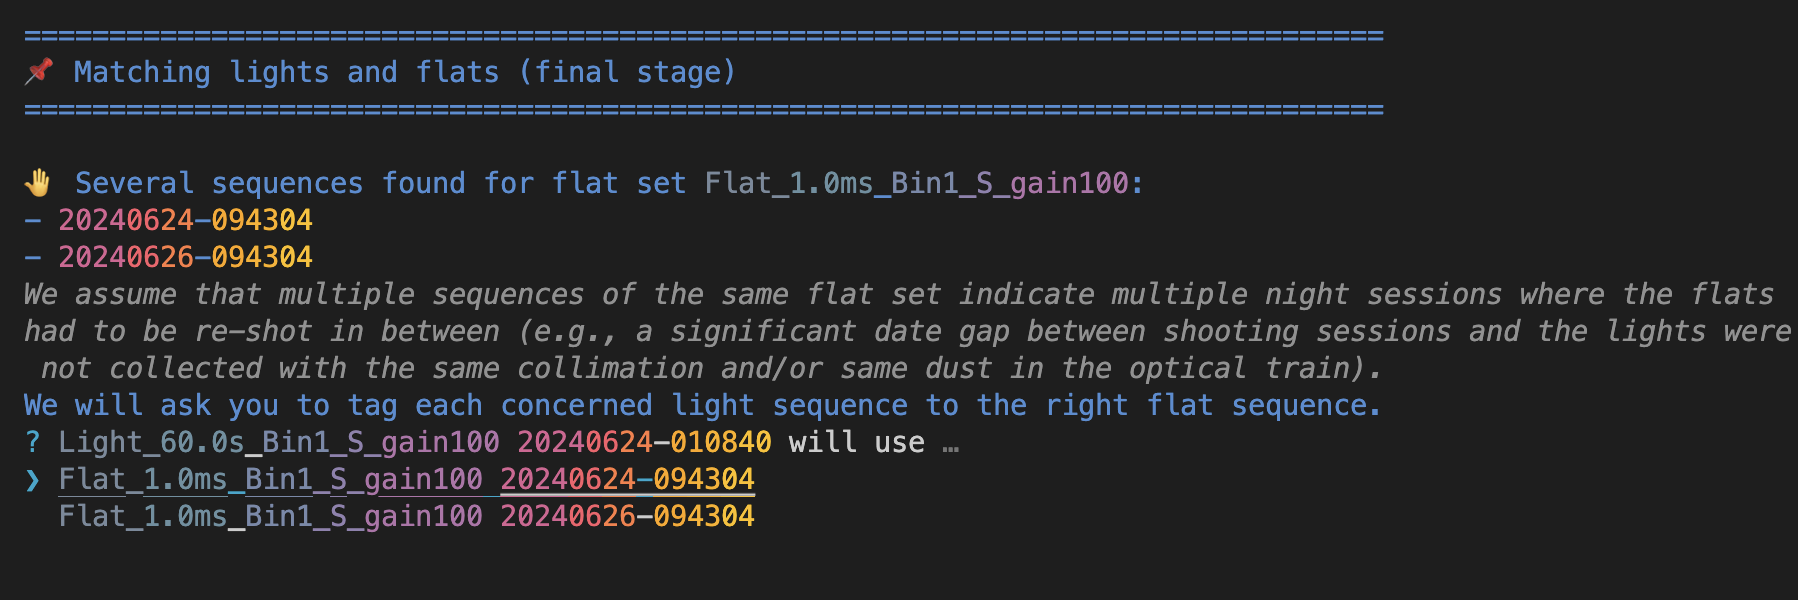 ================================================================================
📌 Matching lights and flats (final stage)
================================================================================
🤚 Several sequences found for flat set Flat_1.0ms_Bin1_S_gain100:
- 20240624-094304
- 20240626-094304
We assume that multiple sequences of the same flat set indicate multiple night sessions where the flats
had to be re-shot in between (e.g., a significant date gap between shooting sessions and the lights were
not collected with the same collimation and/or same dust in the optical train).
We will ask you to tag each concerned light sequence to the right flat sequence.
? Light_60.0s_Bin1_S_gain100 20240624-010840 will use …
❯ Flat_1.0ms_Bin1_S_gain100 20240624-094304
Flat_1.0ms_Bin1_S_gain100 20240626-094304